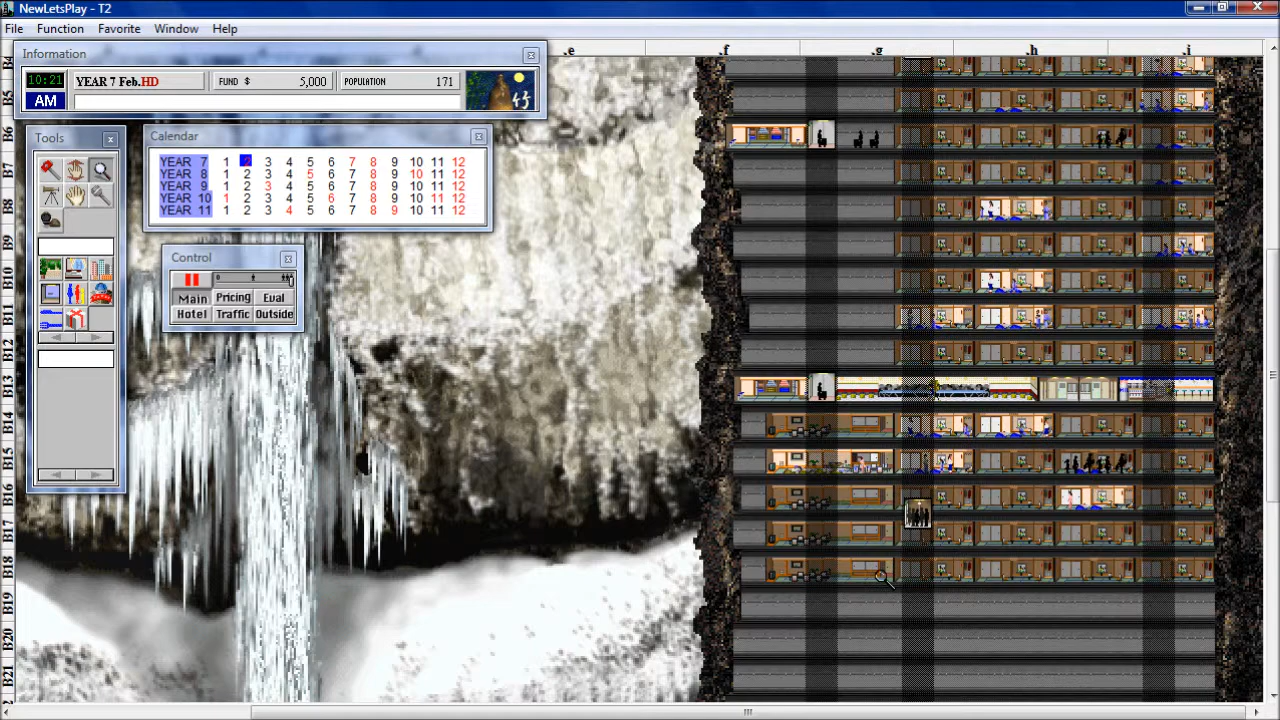 NewLetsPlay - T2
File Function Favorite Window Help
.e .f .g .h .i
Information
10:21 YEAR 7 Feb.HD FUND $ 5,000 POPULATION 171
AM
Tools
Calendar
YEAR 7 1 2 3 4 5 6 7 8 9 10 11 12
YEAR 8 1 2 3 4 5 6 7 8 9 10 11 12
YEAR 9 1 2 3 4 5 6 7 8 9 10 11 12
YEAR 10 1 2 3 4 5 6 7 8 9 10 11 12
YEAR 11 1 2 3 4 5 6 7 8 9 10 11 12
Control
Main Pricing Eval
Hotel Traffic Outside
B4
B5
B6
B7
B8
B9
B10
B11
B12
B13
B14
B15
B16
B17
B18
B19
B20
B21